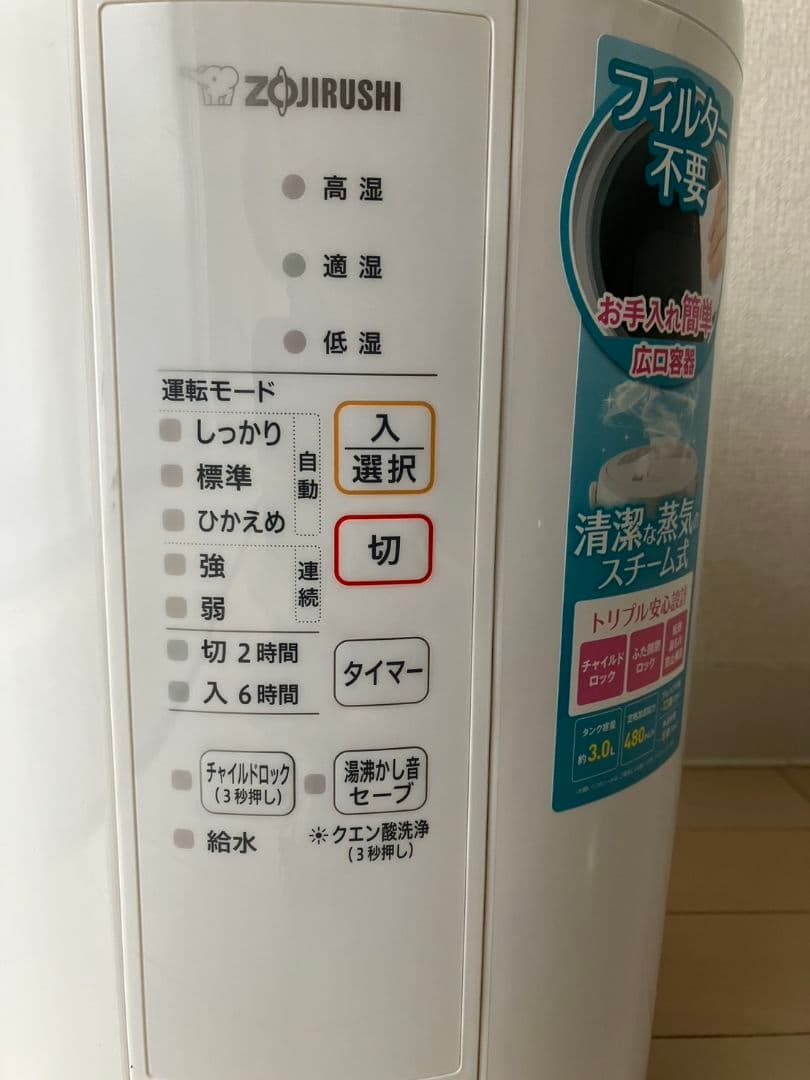 ZOJIRUSHI
高湿
適湿
低湿
運転モード
しっかり
標準
ひかえめ
自動
強
弱
連続
入
選択
切
切 2時間
入 6時間
タイマー
チャイルドロック
(3秒押し)
湯沸かし音
セーブ
給水
クエン酸洗浄
(3秒押し)
フィルター
不要
お手入れ簡単
広口容器
清潔な蒸気の
スチーム式
トリプル安心設計
チャイルド
ロック
ふた開閉
ロック
タンク容量
約3.0L
定格加湿能力
480mL/h